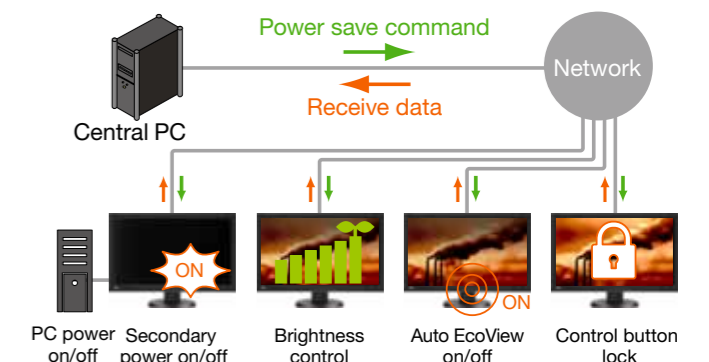 Power save command
Network
Receive data
Central PC
ON
ON
PC power
on/off
Secondary
power on/off
Brightness
control
Auto EcoView
on/off
Control button
lock